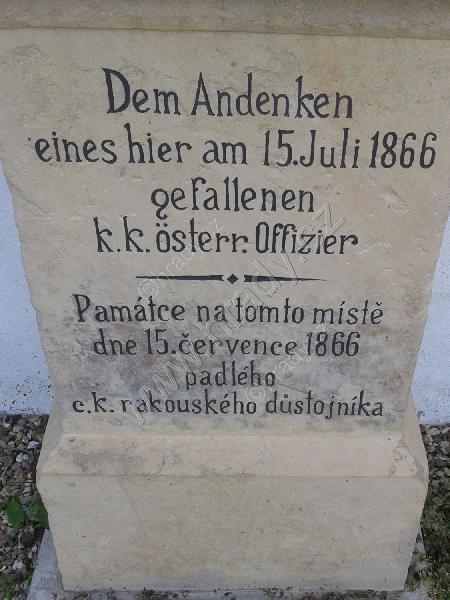 Dem Andenken
eines hier am 15. Juli 1866
gefallenen
k.k. österr. Offizier
Památce na tomto místě
dne 15. července 1866
padlého
c.k. rakouského důstojníka